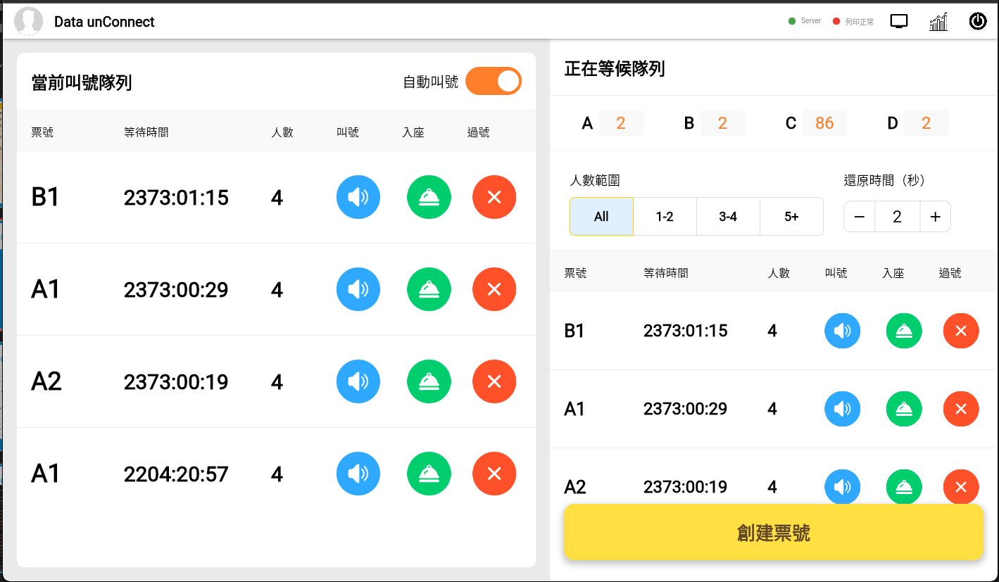 Data unConnect
Server
列印正常
當前叫號隊列
自動叫號
票號 等待時間 人數 叫號 入座 過號
B1 2373:01:15 4
A1 2373:00:29 4
A2 2373:00:19 4
A1 2204:20:57 4
正在等候隊列
A 2 B 2 C 86 D 2
人數範圍
All 1-2 3-4 5+
還原時間（秒）
− 2 +
票號 等待時間 人數 叫號 入座 過號
B1 2373:01:15 4
A1 2373:00:29 4
A2 2373:00:19 4
創建票號